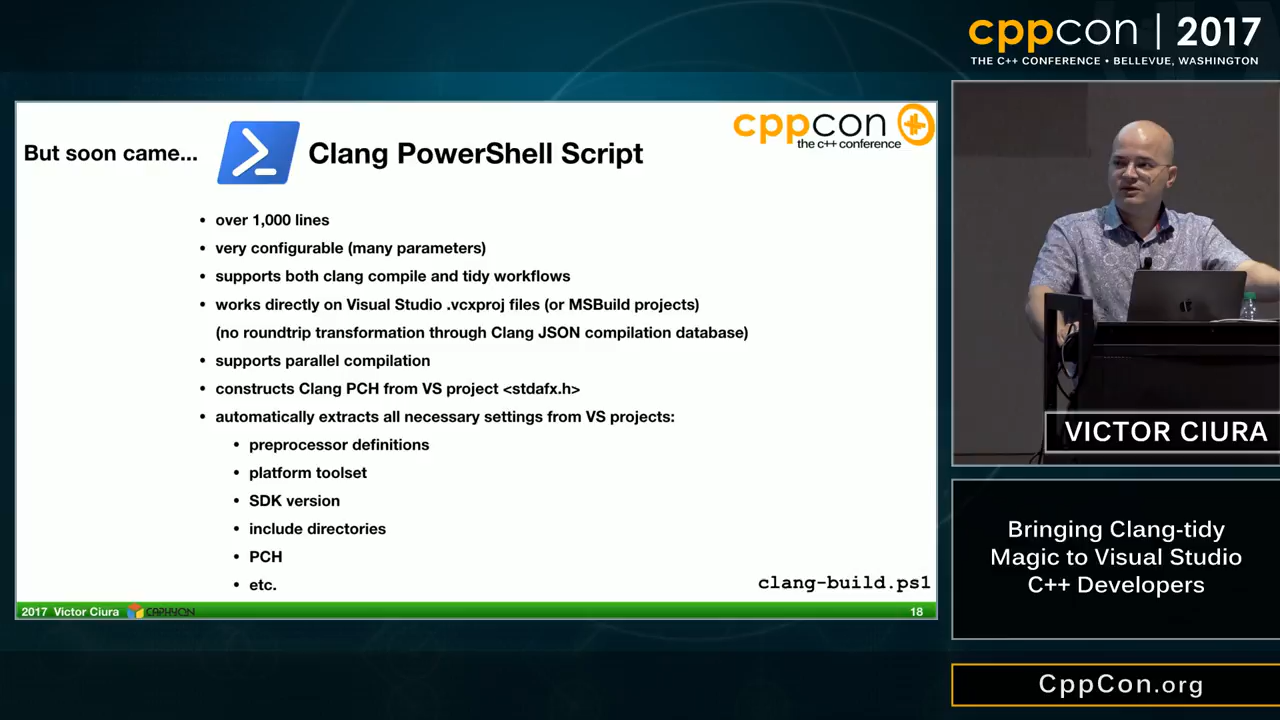 cppcon | 2017
THE C++ CONFERENCE • BELLEVUE, WASHINGTON
But soon came...
Clang PowerShell Script
cppcon
the c++ conference
• over 1,000 lines
• very configurable (many parameters)
• supports both clang compile and tidy workflows
• works directly on Visual Studio .vcxproj files (or MSBuild projects)
(no roundtrip transformation through Clang JSON compilation database)
• supports parallel compilation
• constructs Clang PCH from VS project <stdafx.h>
• automatically extracts all necessary settings from VS projects:
• preprocessor definitions
• platform toolset
• SDK version
• include directories
• PCH
• etc.
clang-build.ps1
2017 Victor Ciura
CAPHYON
18
VICTOR CIURA
Bringing Clang-tidy
Magic to Visual Studio
C++ Developers
CppCon.org